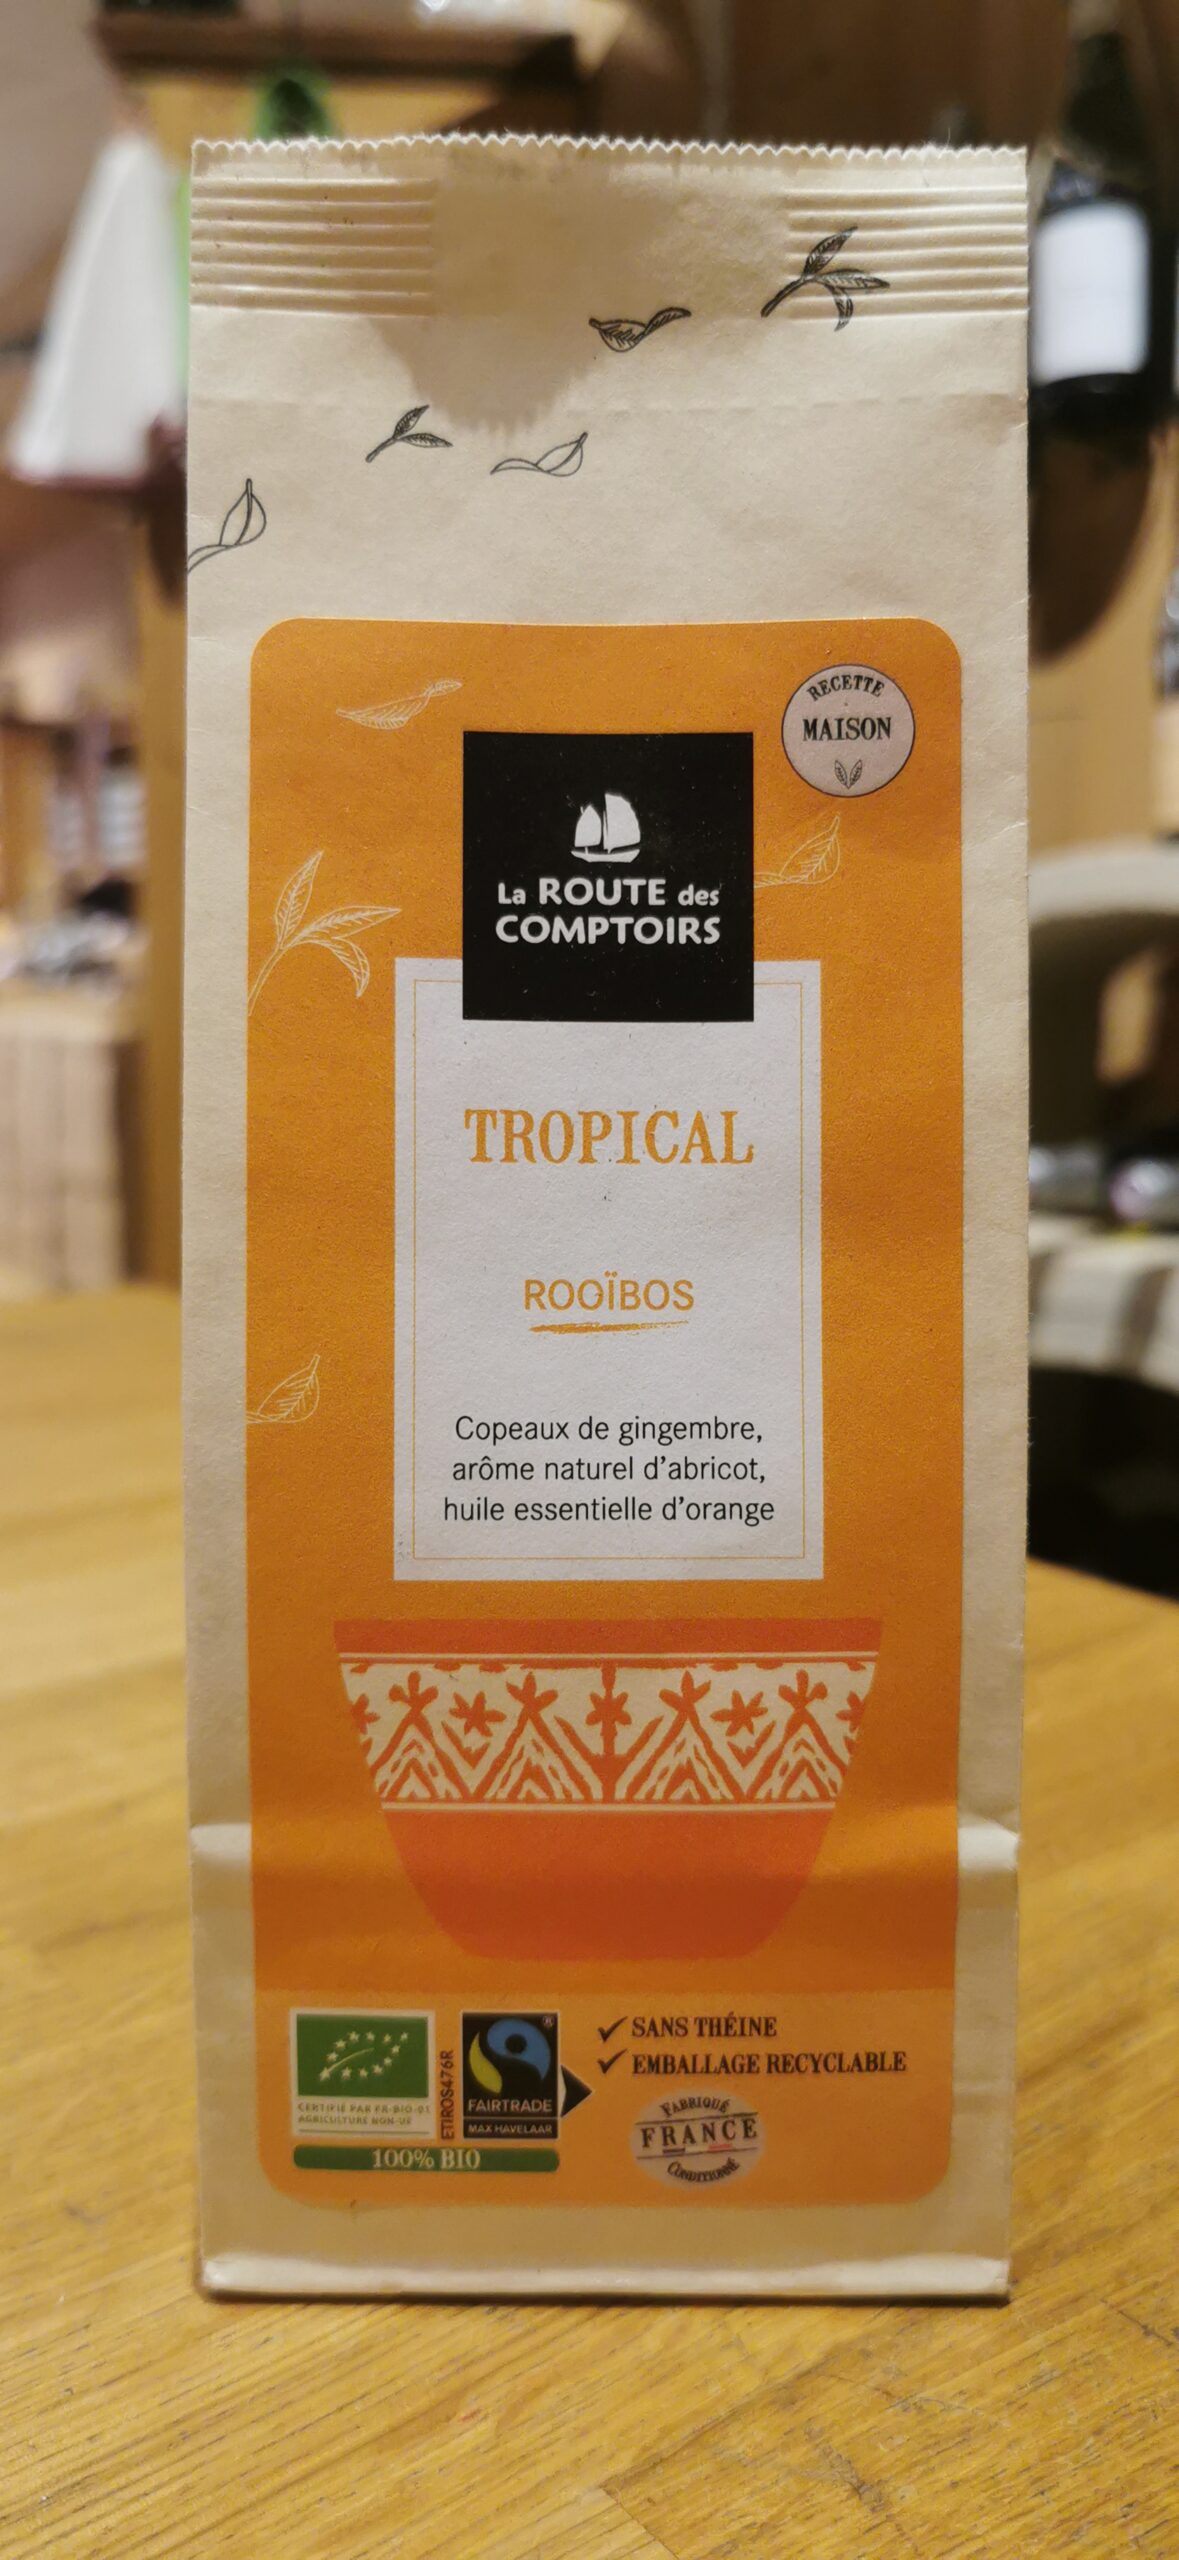 RECETTE
MAISON
La ROUTE des
COMPTOIRS
TROPICAL
ROOÏBOS
Copeaux de gingembre,
arôme naturel d'abricot,
huile essentielle d'orange
CERTIFIÉ PAR FR-BIO-01
AGRICULTURE NON-UE
ETIROS476R
FAIRTRADE
®
MAX HAVELAAR
100% BIO
SANS THÉINE
EMBALLAGE RECYCLABLE
FABRIQUÉ
FRANCE
CONDITIONNÉ